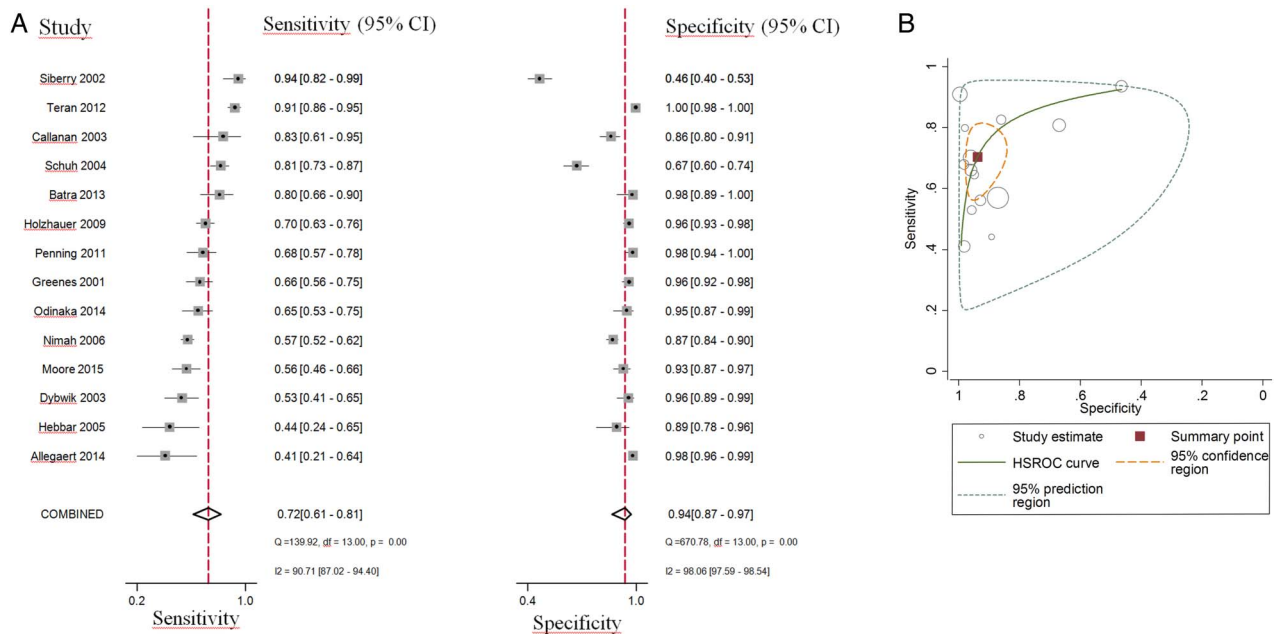 A Study Sensitivity (95% CI) Specificity (95% CI)
Siberry 2002 0.94 [0.82 - 0.99] 0.46 [0.40 - 0.53]
Teran 2012 0.91 [0.86 - 0.95] 1.00 [0.98 - 1.00]
Callanan 2003 0.83 [0.61 - 0.95] 0.86 [0.80 - 0.91]
Schuh 2004 0.81 [0.73 - 0.87] 0.67 [0.60 - 0.74]
Batra 2013 0.80 [0.66 - 0.90] 0.98 [0.89 - 1.00]
Holzhauer 2009 0.70 [0.63 - 0.76] 0.96 [0.93 - 0.98]
Penning 2011 0.68 [0.57 - 0.78] 0.98 [0.94 - 1.00]
Greenes 2001 0.66 [0.56 - 0.75] 0.96 [0.92 - 0.98]
Odinaka 2014 0.65 [0.53 - 0.75] 0.95 [0.87 - 0.99]
Nimah 2006 0.57 [0.52 - 0.62] 0.87 [0.84 - 0.90]
Moore 2015 0.56 [0.46 - 0.66] 0.93 [0.87 - 0.97]
Dybwik 2003 0.53 [0.41 - 0.65] 0.96 [0.89 - 0.99]
Hebbar 2005 0.44 [0.24 - 0.65] 0.89 [0.78 - 0.96]
Allegaert 2014 0.41 [0.21 - 0.64] 0.98 [0.96 - 0.99]
COMBINED 0.72[0.61 - 0.81] 0.94[0.87 - 0.97]
Q =139.92, df = 13.00, p = 0.00 Q =670.78, df = 13.00, p = 0.00
I2 = 90.71 [87.02 - 94.40] I2 = 98.06 [97.59 - 98.54]
0.2 1.0 0.4 1.0
Sensitivity Specificity
B
1
.8
.6
.4
.2
0
Sensitivity
1 .8 .6 .4 .2 0
Specificity
Study estimate Summary point
HSROC curve 95% confidence
region
95% prediction
region